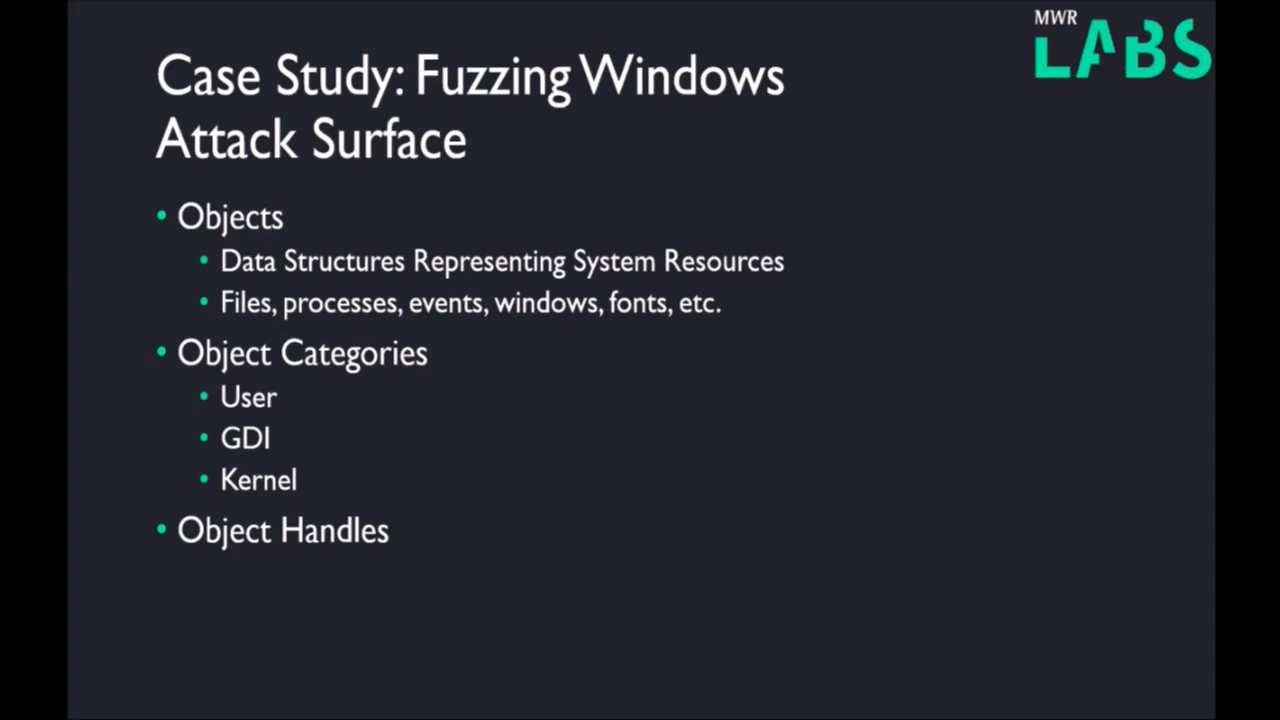 MWR
LABS
Case Study: Fuzzing Windows
Attack Surface
• Objects
• Data Structures Representing System Resources
• Files, processes, events, windows, fonts, etc.
• Object Categories
• User
• GDI
• Kernel
• Object Handles